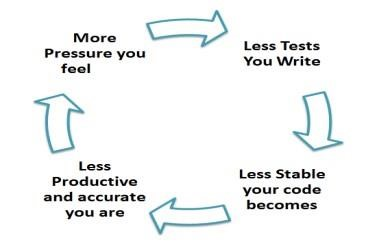 More
Pressure you
feel
Less Tests
You Write
Less Stable
your code
becomes
Less
Productive
and accurate
you are